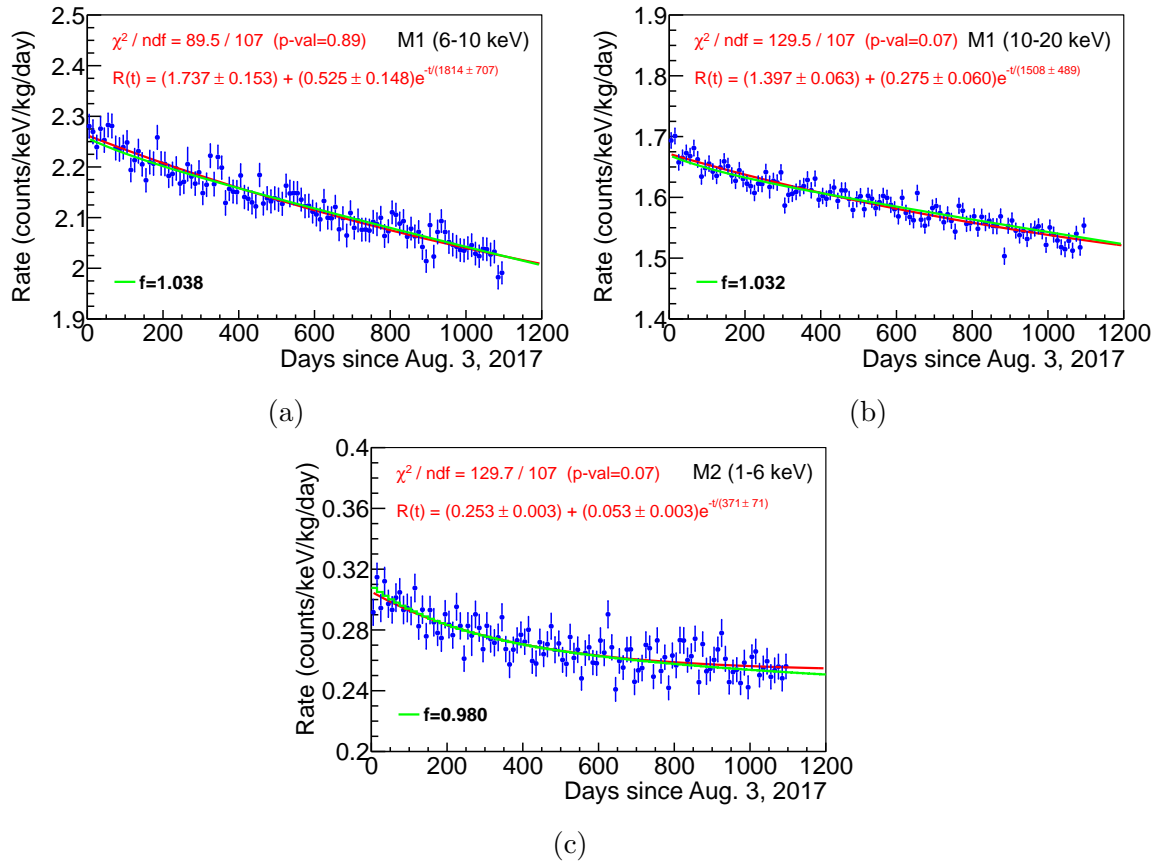 χ² / ndf = 89.5 / 107 (p-val=0.89) M1 (6-10 keV)
R(t) = (1.737 ± 0.153) + (0.525 ± 0.148)e^-t/(1814 ± 707)
Rate (counts/keV/kg/day)
2.5
2.4
2.3
2.2
2.1
2
1.9
f=1.038
0 200 400 600 800 1000 1200
Days since Aug. 3, 2017
(a)
χ² / ndf = 129.5 / 107 (p-val=0.07) M1 (10-20 keV)
R(t) = (1.397 ± 0.063) + (0.275 ± 0.060)e^-t/(1508 ± 489)
Rate (counts/keV/kg/day)
1.9
1.8
1.7
1.6
1.5
1.4
f=1.032
0 200 400 600 800 1000 1200
Days since Aug. 3, 2017
(b)
χ² / ndf = 129.7 / 107 (p-val=0.07) M2 (1-6 keV)
R(t) = (0.253 ± 0.003) + (0.053 ± 0.003)e^-t/(371 ± 71)
Rate (counts/keV/kg/day)
0.4
0.36
0.32
0.28
0.24
0.2
f=0.980
0 200 400 600 800 1000 1200
Days since Aug. 3, 2017
(c)